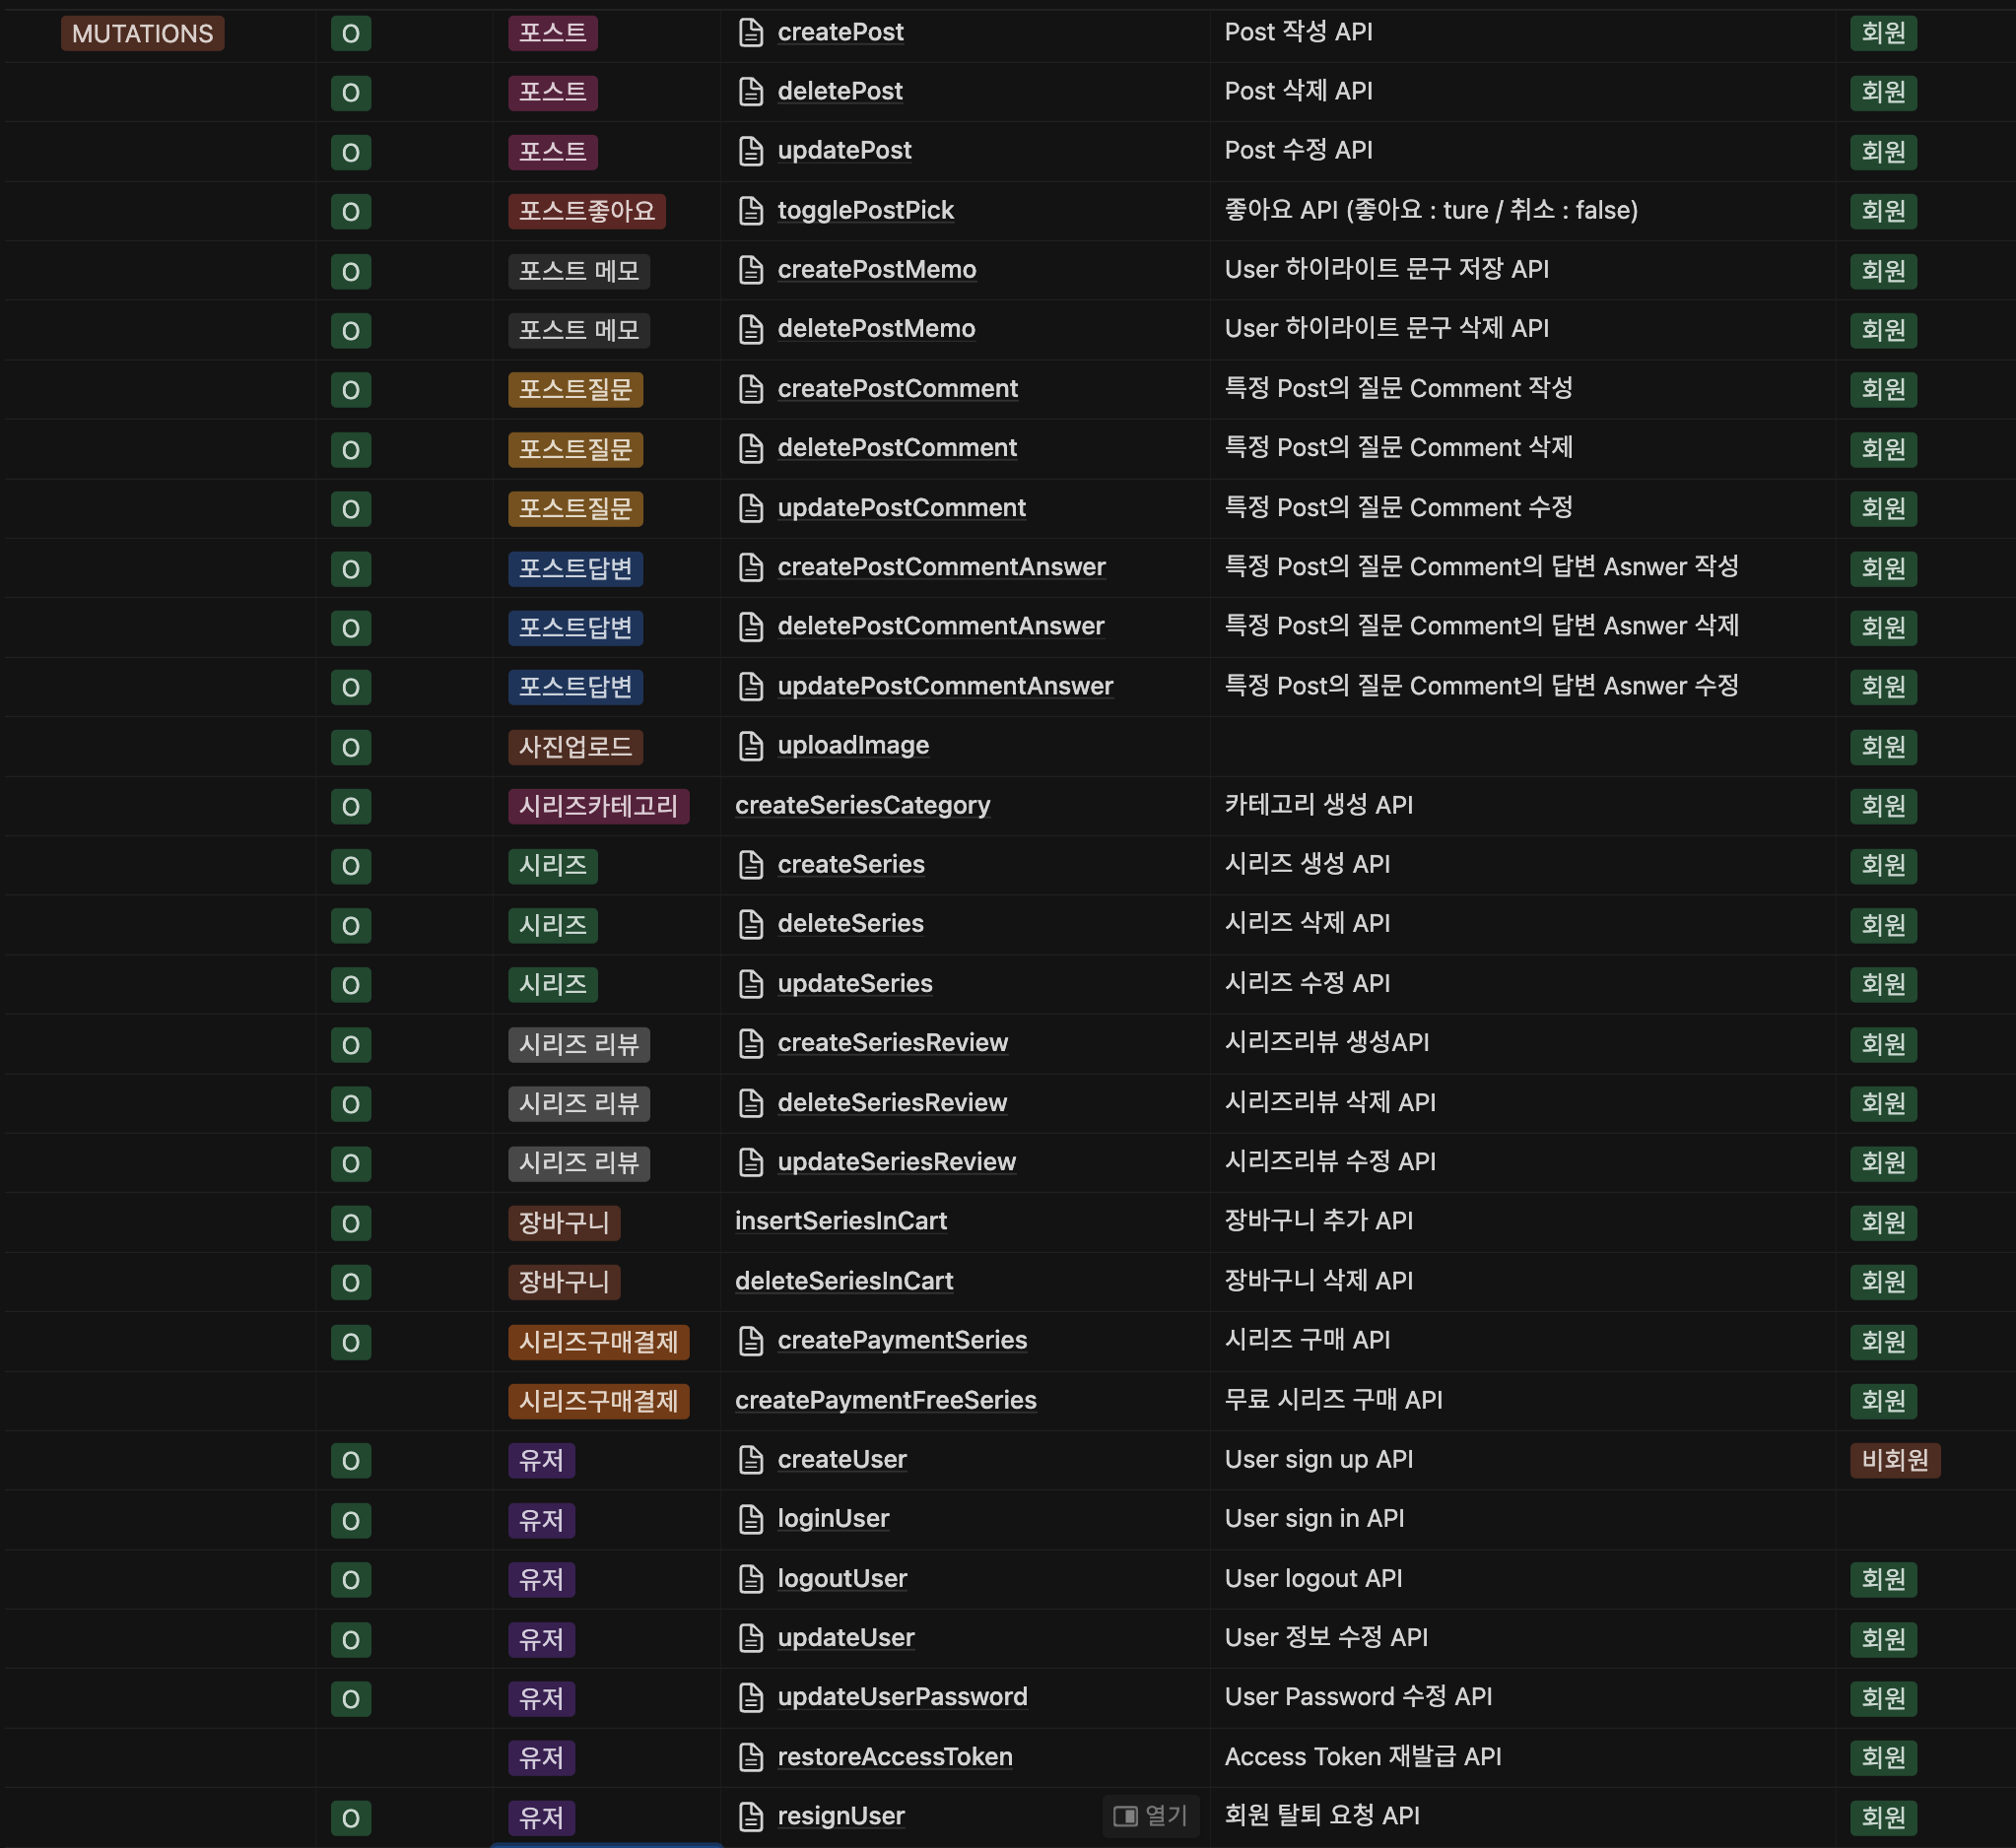 MUTATIONS O 포스트 createPost Post 작성 API 회원
O 포스트 deletePost Post 삭제 API 회원
O 포스트 updatePost Post 수정 API 회원
O 포스트좋아요 togglePostPick 좋아요 API (좋아요 : ture / 취소 : false) 회원
O 포스트 메모 createPostMemo User 하이라이트 문구 저장 API 회원
O 포스트 메모 deletePostMemo User 하이라이트 문구 삭제 API 회원
O 포스트질문 createPostComment 특정 Post의 질문 Comment 작성 회원
O 포스트질문 deletePostComment 특정 Post의 질문 Comment 삭제 회원
O 포스트질문 updatePostComment 특정 Post의 질문 Comment 수정 회원
O 포스트답변 createPostCommentAnswer 특정 Post의 질문 Comment의 답변 Asnwer 작성 회원
O 포스트답변 deletePostCommentAnswer 특정 Post의 질문 Comment의 답변 Asnwer 삭제 회원
O 포스트답변 updatePostCommentAnswer 특정 Post의 질문 Comment의 답변 Asnwer 수정 회원
O 사진업로드 uploadImage 회원
O 시리즈카테고리 createSeriesCategory 카테고리 생성 API 회원
O 시리즈 createSeries 시리즈 생성 API 회원
O 시리즈 deleteSeries 시리즈 삭제 API 회원
O 시리즈 updateSeries 시리즈 수정 API 회원
O 시리즈 리뷰 createSeriesReview 시리즈리뷰 생성API 회원
O 시리즈 리뷰 deleteSeriesReview 시리즈리뷰 삭제 API 회원
O 시리즈 리뷰 updateSeriesReview 시리즈리뷰 수정 API 회원
O 장바구니 insertSeriesInCart 장바구니 추가 API 회원
O 장바구니 deleteSeriesInCart 장바구니 삭제 API 회원
O 시리즈구매결제 createPaymentSeries 시리즈 구매 API 회원
시리즈구매결제 createPaymentFreeSeries 무료 시리즈 구매 API 회원
O 유저 createUser User sign up API 비회원
O 유저 loginUser User sign in API
O 유저 logoutUser User logout API 회원
O 유저 updateUser User 정보 수정 API 회원
O 유저 updateUserPassword User Password 수정 API 회원
유저 restoreAccessToken Access Token 재발급 API 회원
O 유저 resignUser 열기 회원 탈퇴 요청 API 회원